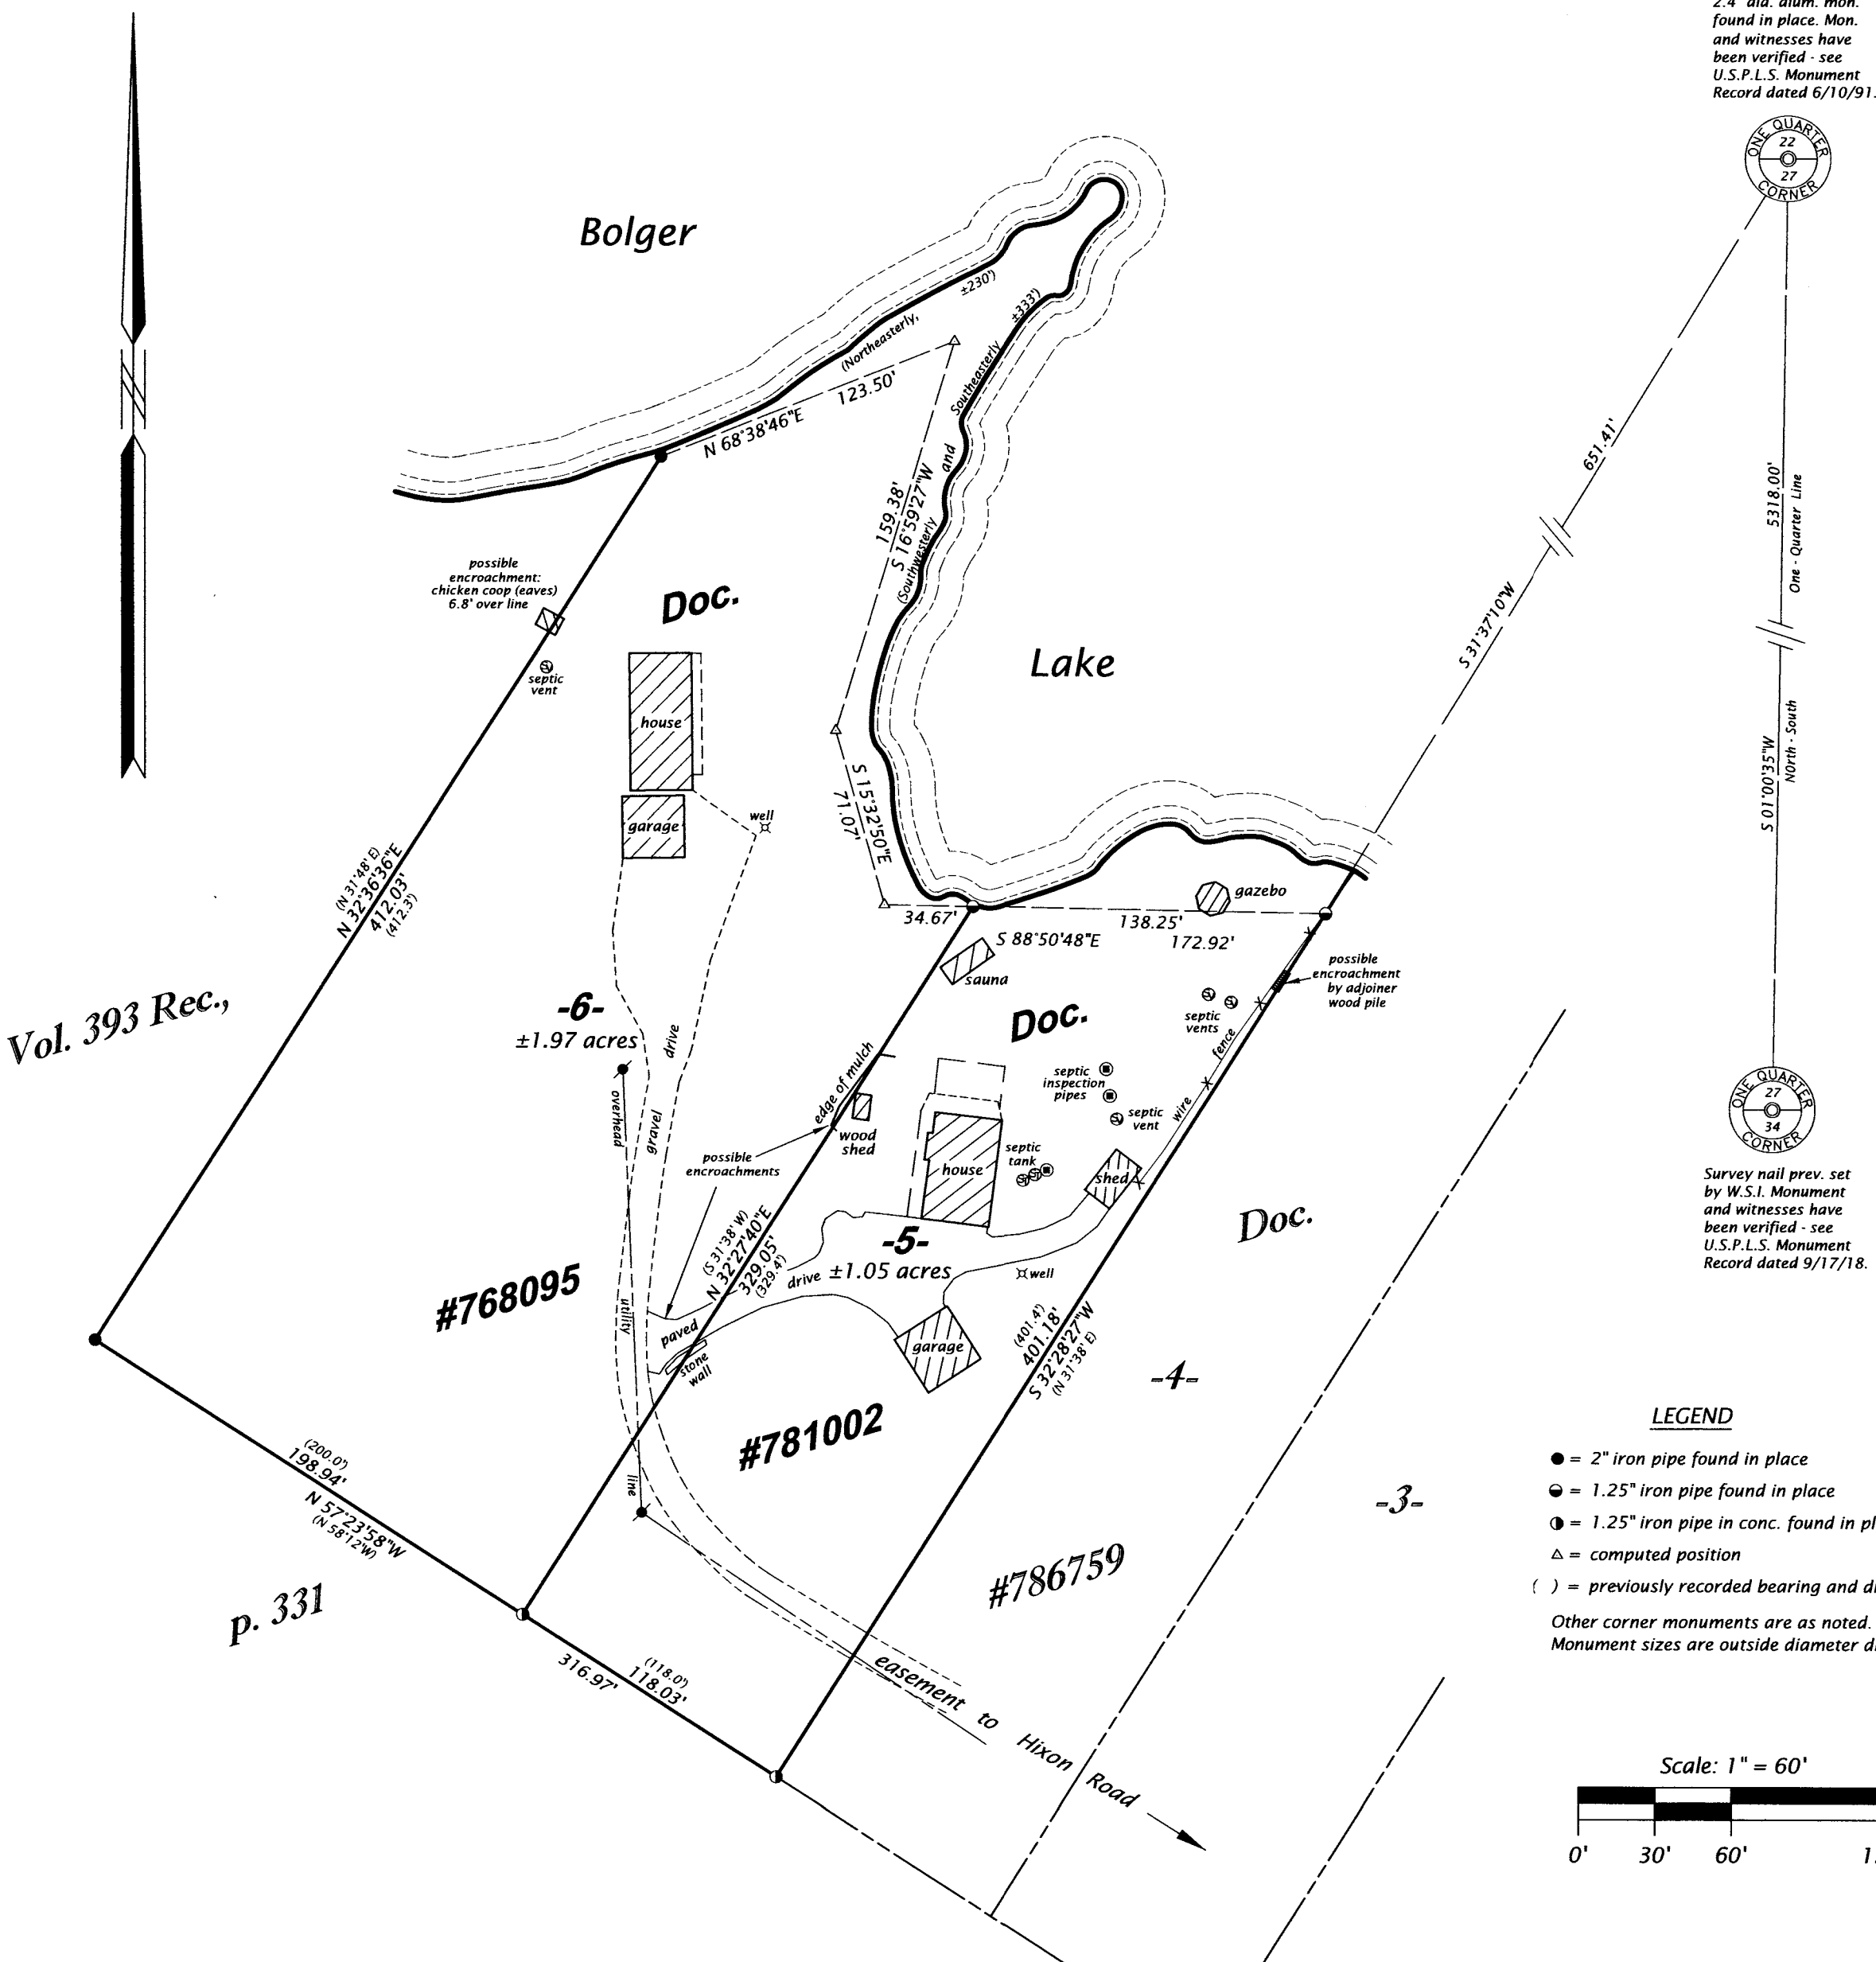 2.4" dia. alum. mon.
found in place. Mon.
and witnesses have
been verified - see
U.S.P.L.S. Monument
Record dated 6/10/91.
ONE QUARTER
22
27
CORNER
Bolger
(Northeasterly,
±230')
N 68°38'46"E
123.50'
159.38'
S 16°59'27"W
(Southwesterly
and
Southeasterly
±333')
651.41'
S 31°37'10"W
5318.00'
One - Quarter Line
S 01°00'35"W
North - South
possible
encroachment:
chicken coop (eaves)
6.8' over line
septic
vent
Doc.
house
garage
well
Lake
S 15°32'50"E
71.07'
(N 31°48' E)
N 32°36'36"E
412.03'
(412.3')
34.67'
138.25'
S 88°50'48"E
172.92'
gazebo
sauna
possible
encroachment
by adjoiner
wood pile
Vol. 393 Rec.,
-6-
±1.97 acres
drive
gravel
overhead
utility
line
edge of mulch
wood
shed
possible
encroachments
Doc.
septic
vents
fence
wire
septic
inspection
pipes
septic
vent
septic
tank
house
shed
ONE QUARTER
27
34
CORNER
Survey nail prev. set
by W.S.I. Monument
and witnesses have
been verified - see
U.S.P.L.S. Monument
Record dated 9/17/18.
Doc.
(S 31°38' W)
N 32°27'40"E
329.05'
(329.4')
-5-
drive ±1.05 acres
well
#768095
paved
stone
wall
garage
(401.4')
401.18'
S 32°28'27"W
(N 31°38' E)
-4-
#781002
(200.0')
198.94'
N 57°23'58"W
(N 58°12'W)
-3-
p. 331
#786759
316.97'
(118.0')
118.03'
easement to Hixon Road
LEGEND
= 2" iron pipe found in place
= 1.25" iron pipe found in place
= 1.25" iron pipe in conc. found in pl
= computed position
( ) = previously recorded bearing and di
Other corner monuments are as noted.
Monument sizes are outside diameter di
Scale: 1" = 60'
0' 30' 60'